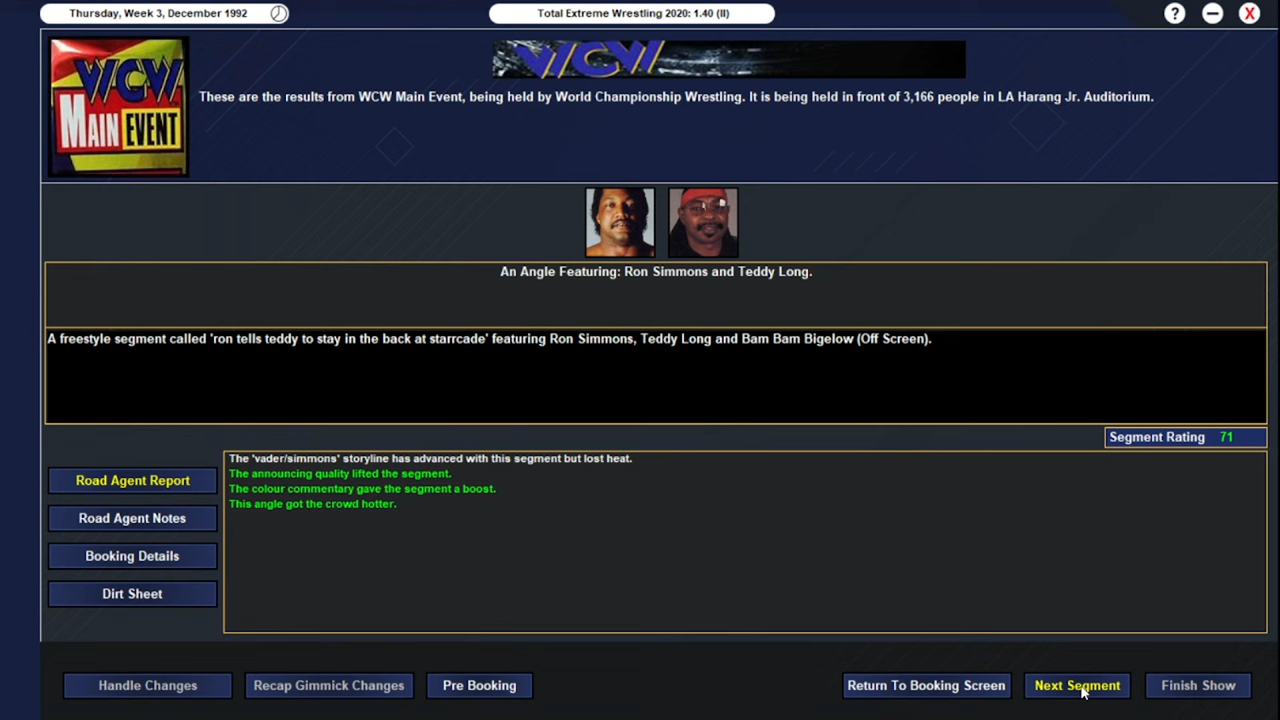 Thursday, Week 3, December 1992
Total Extreme Wrestling 2020: 1.40 (II)
? – X
WCW
MAIN EVENT
WCW
These are the results from WCW Main Event, being held by World Championship Wrestling. It is being held in front of 3,166 people in LA Harang Jr. Auditorium.
An Angle Featuring: Ron Simmons and Teddy Long.
A freestyle segment called 'ron tells teddy to stay in the back at starrcade' featuring Ron Simmons, Teddy Long and Bam Bam Bigelow (Off Screen).
Segment Rating 71
The 'vader/simmons' storyline has advanced with this segment but lost heat.
The announcing quality lifted the segment.
The colour commentary gave the segment a boost.
This angle got the crowd hotter.
Road Agent Report
Road Agent Notes
Booking Details
Dirt Sheet
Handle Changes
Recap Gimmick Changes
Pre Booking
Return To Booking Screen
Next Segment
Finish Show